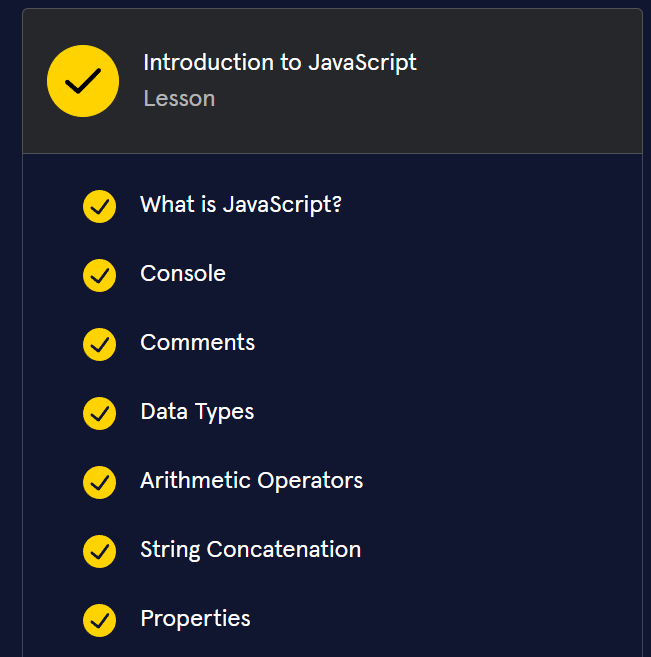 Introduction to JavaScript
Lesson
What is JavaScript?
Console
Comments
Data Types
Arithmetic Operators
String Concatenation
Properties